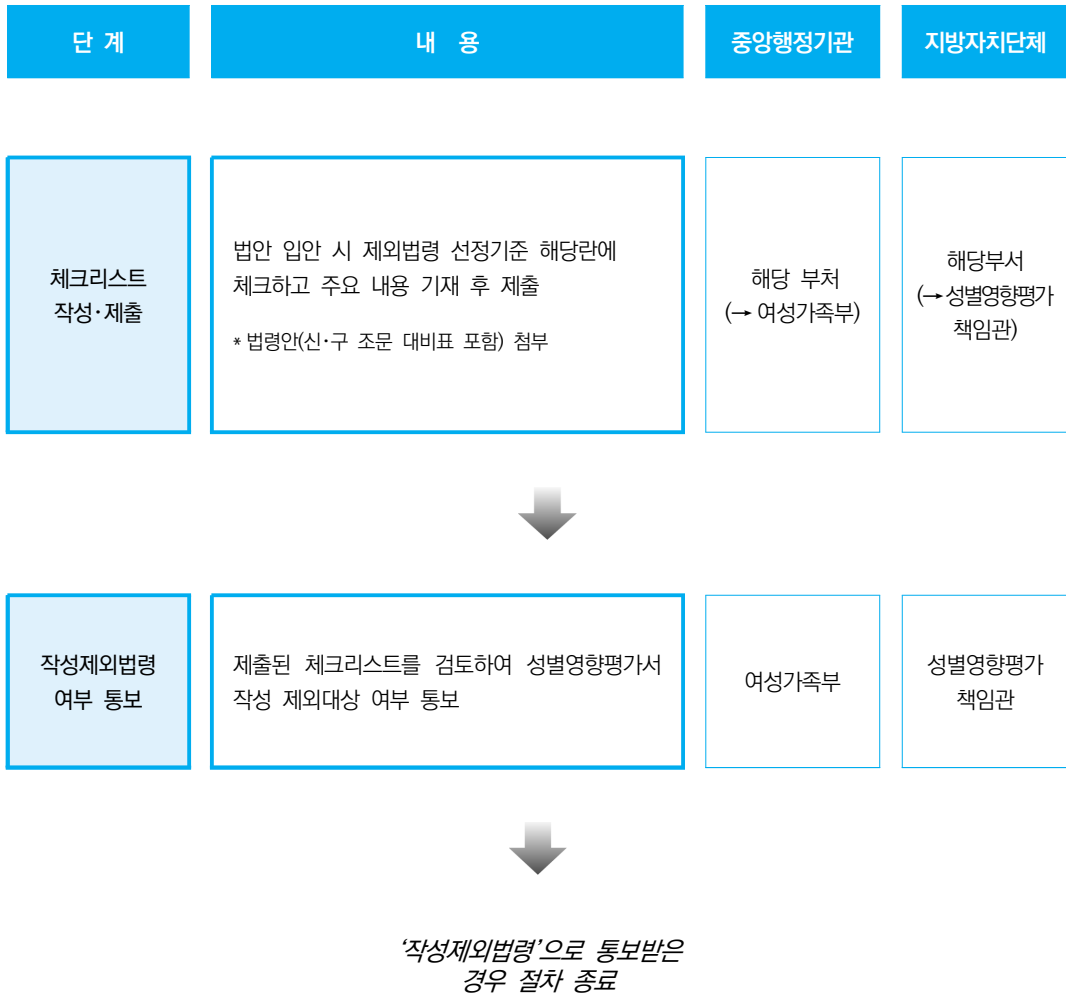 단 계
내 용
중앙행정기관
지방자치단체
체크리스트
작성·제출
법안 입안 시 제외법령 선정기준 해당란에
체크하고 주요 내용 기재 후 제출
* 법령안(신·구 조문 대비표 포함) 첨부
해당 부처
(→ 여성가족부)
해당부서
(→ 성별영향평가
책임관)
작성제외법령
여부 통보
제출된 체크리스트를 검토하여 성별영향평가서
작성 제외대상 여부 통보
여성가족부
성별영향평가
책임관
‘작성제외법령’으로 통보받은
경우 절차 종료